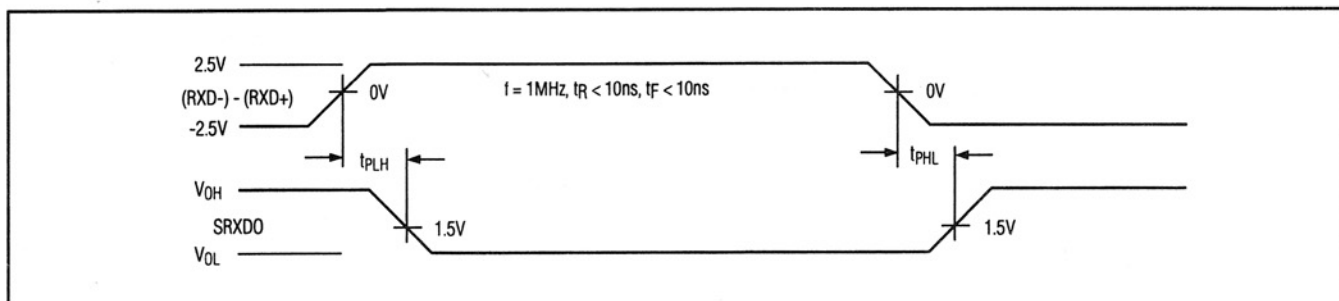 2.5V
0V
f = 1MHz, tR < 10ns, tF < 10ns
0V
(RXD-) - (RXD+)
-2.5V
tPLH
tPHL
VOH
SRXDO
1.5V
1.5V
VOL